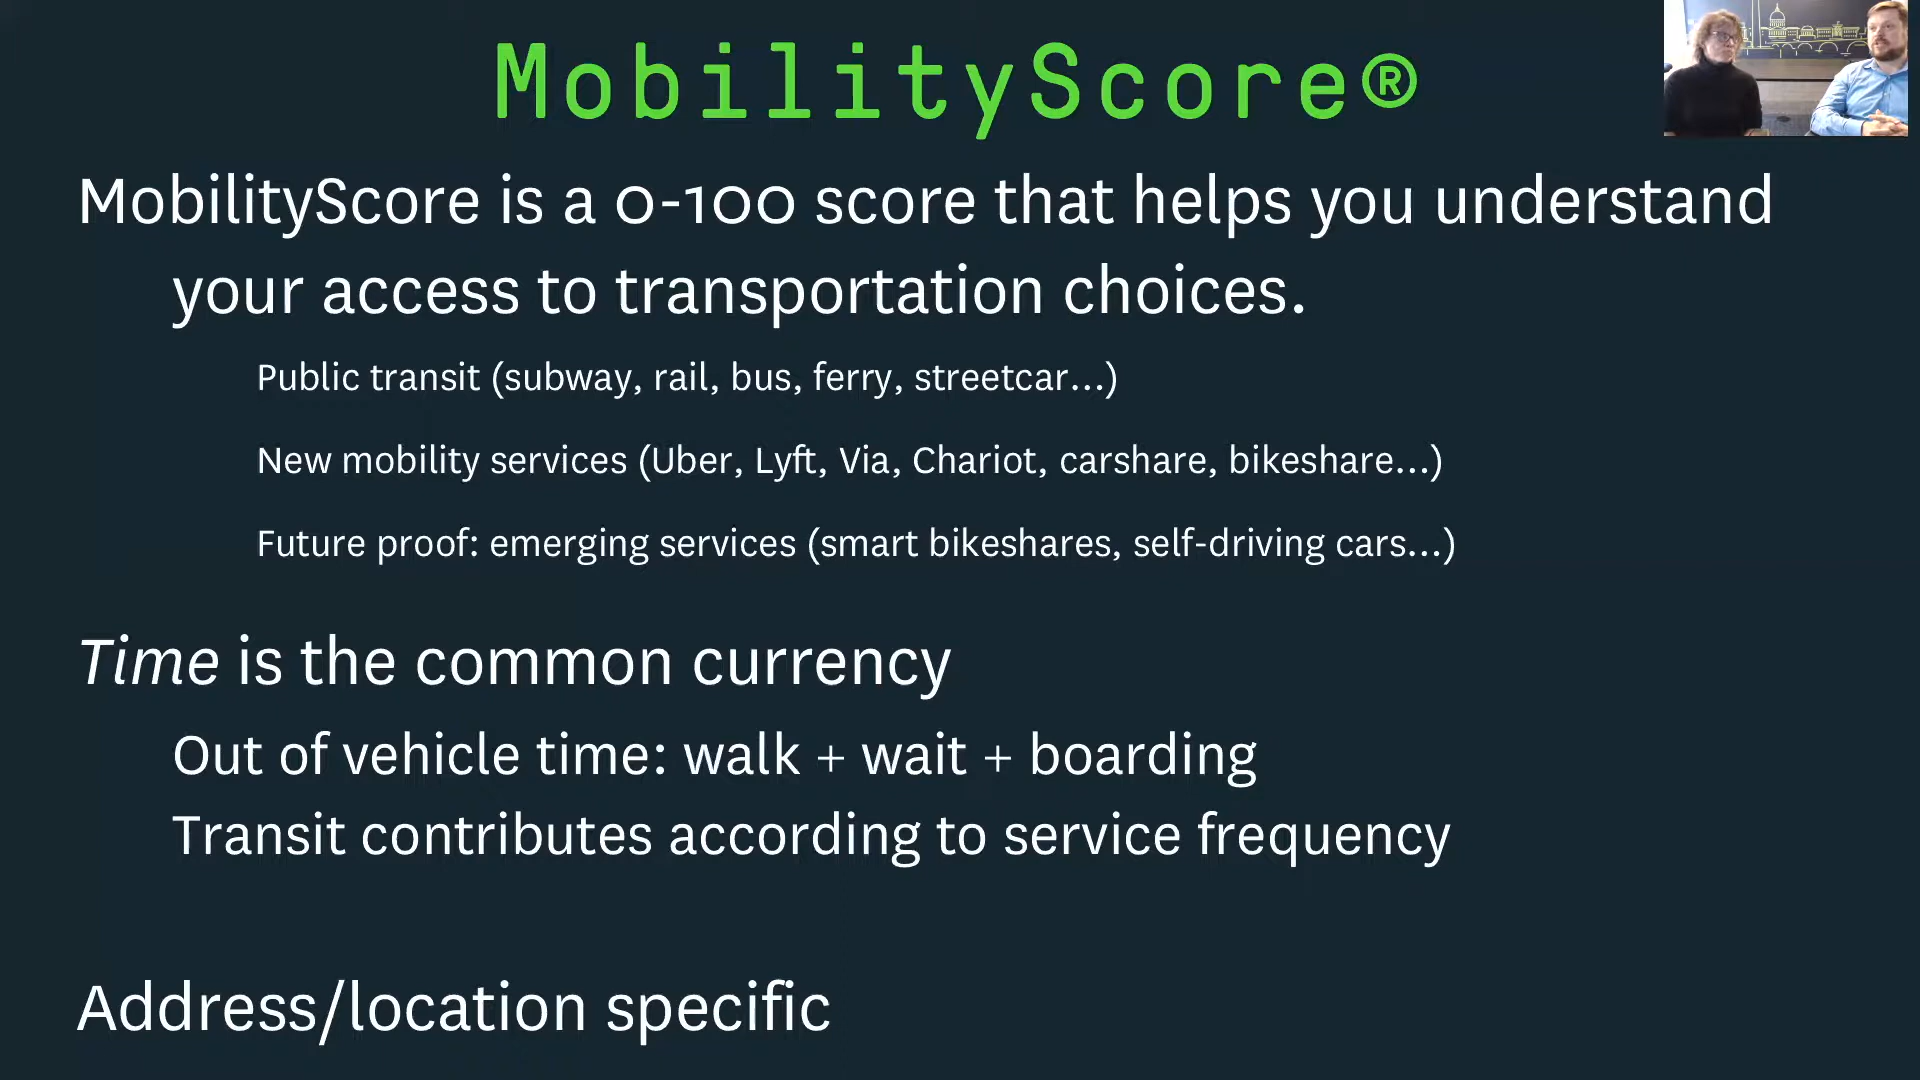 MobilityScore®
MobilityScore is a 0-100 score that helps you understand
your access to transportation choices.
Public transit (subway, rail, bus, ferry, streetcar...)
New mobility services (Uber, Lyft, Via, Chariot, carshare, bikeshare...)
Future proof: emerging services (smart bikeshares, self-driving cars...)
Time is the common currency
Out of vehicle time: walk + wait + boarding
Transit contributes according to service frequency
Address/location specific